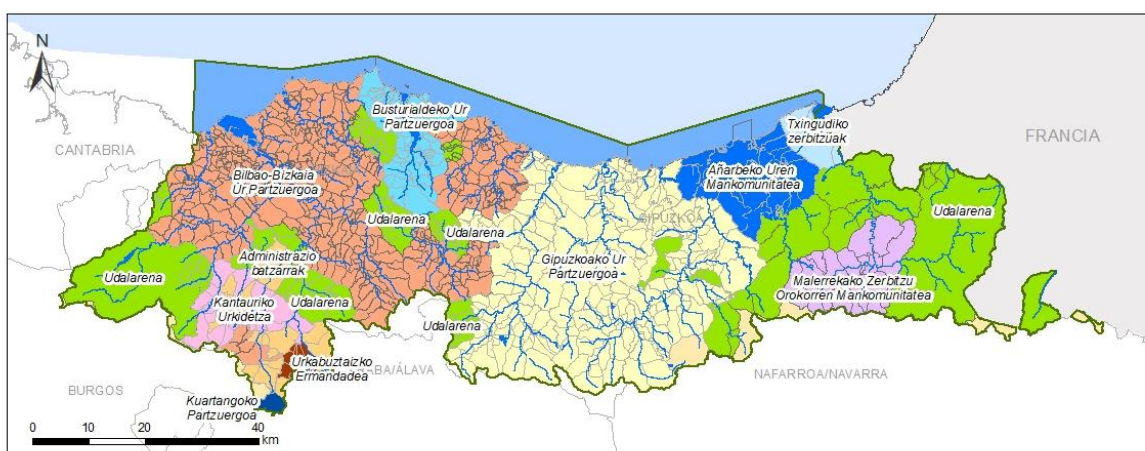 N
CANTABRIA
FRANCIA
Busturialdeko Ur
Partzuergoa
Txingudiko
zerbitzuak
Bilbao-Bizkaia
Ur Partzuergoa
Añarbeko Uren
Mankomunitatea
GIPUZKOA
Udalarena
Udalarena
Udalarena
Administrazio
batzarrak
Gipuzkoako Ur
Partzuergoa
Udalarena
Malerrekako Zerbitzu
Orokorren Mankomunitatea
Kantauriko
Urkidetza
Udalarena
Udalarena
Urkabuztaizko
Ermandadea
BA/ÁLAVA
NAFARROA/NAVARRA
BURGOS
Kuartangoko
Partzuergoa
0 10 20 40
km